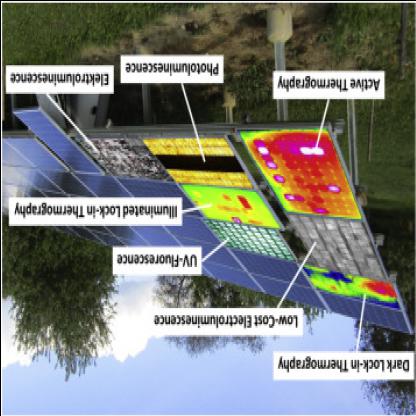 Dark Lock-in Thermography
Low-Cost Electroluminescence
UV-Fluorescence
Illuminated Lock-in Thermography
Active Thermography
Elektroluminescence
Photoluminescence